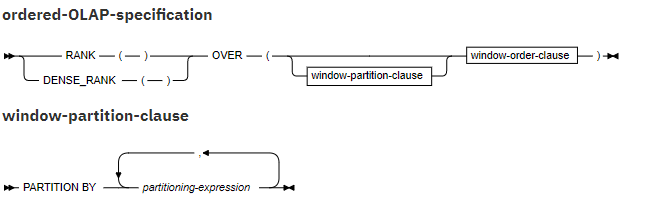 ordered-OLAP-specification
RANK — ( — ) OVER — ( window-order-clause — )
DENSE_RANK — ( — ) window-partition-clause
window-partition-clause
,
PARTITION BY partitioning-expression